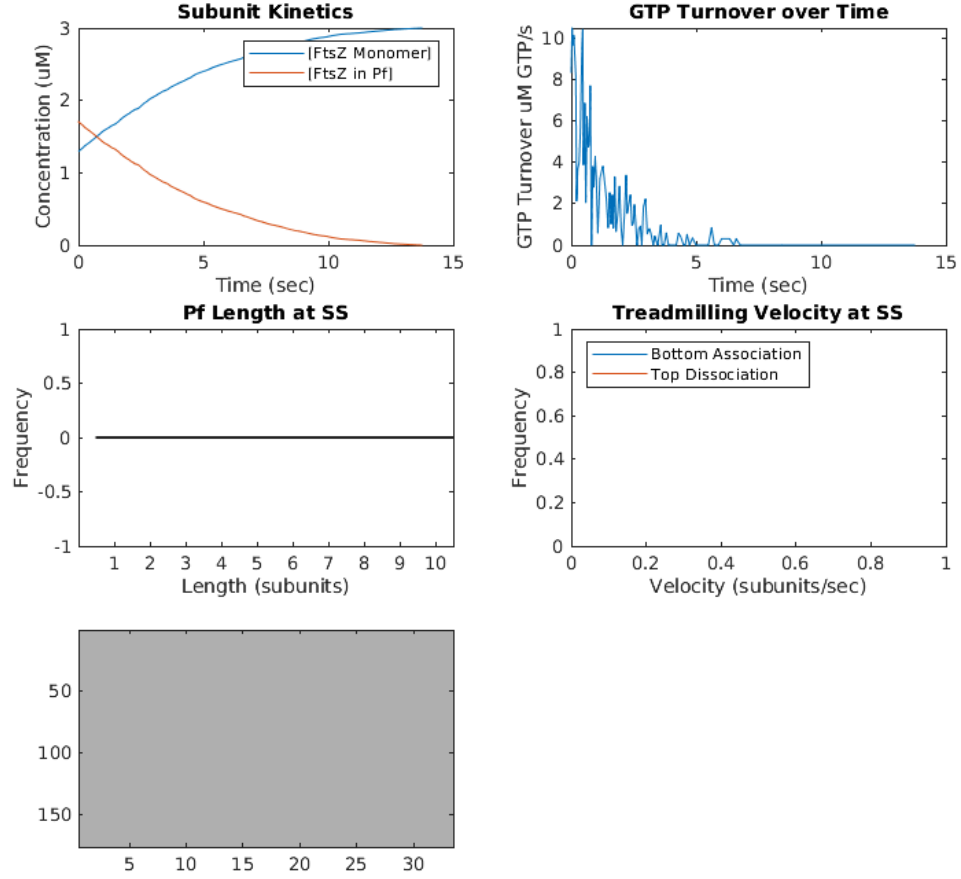 Subunit Kinetics
3
2
1
0
Concentration (uM)
[FtsZ Monomer]
[FtsZ in Pf]
0 5 10 15
Time (sec)
GTP Turnover over Time
10
8
6
4
2
0
GTP Turnover uM GTP/s
0 5 10 15
Time (sec)
Pf Length at SS
1
0.5
0
-0.5
-1
Frequency
1 2 3 4 5 6 7 8 9 10
Length (subunits)
Treadmilling Velocity at SS
1
0.8
0.6
0.4
0.2
0
Frequency
Bottom Association
Top Dissociation
0 0.2 0.4 0.6 0.8 1
Velocity (subunits/sec)
50
100
150
5 10 15 20 25 30